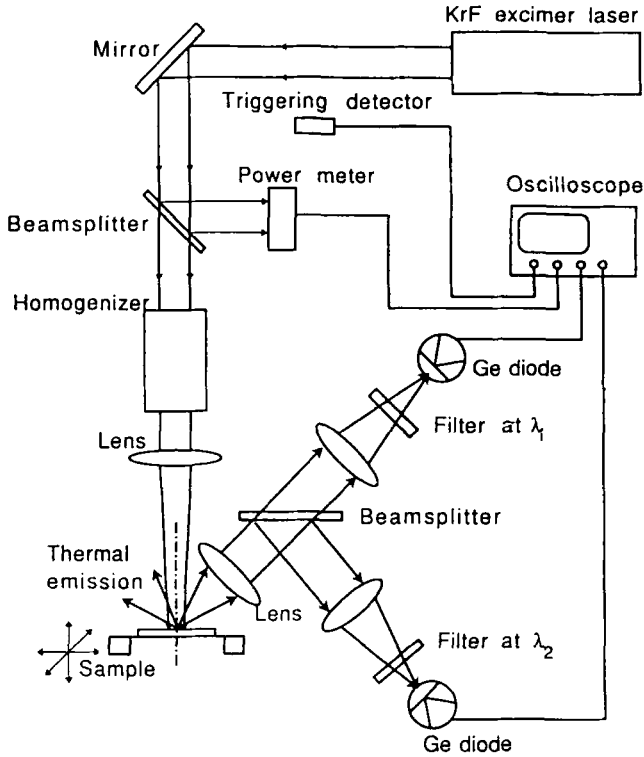 KrF excimer laser
Mirror
Triggering detector
Power meter
Oscilloscope
Beamsplitter
Homogenizer
Ge diode
Filter at λ1
Lens
Beamsplitter
Thermal
emission
Lens
Sample
Filter at λ2
Ge diode